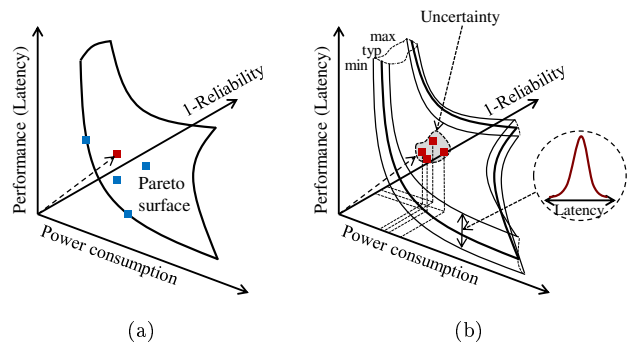 Performance (Latency)
1-Reliability
Pareto
surface
Power consumption
(a)
Uncertainty
max
typ
min
Performance (Latency)
1-Reliability
Latency
Power consumption
(b)